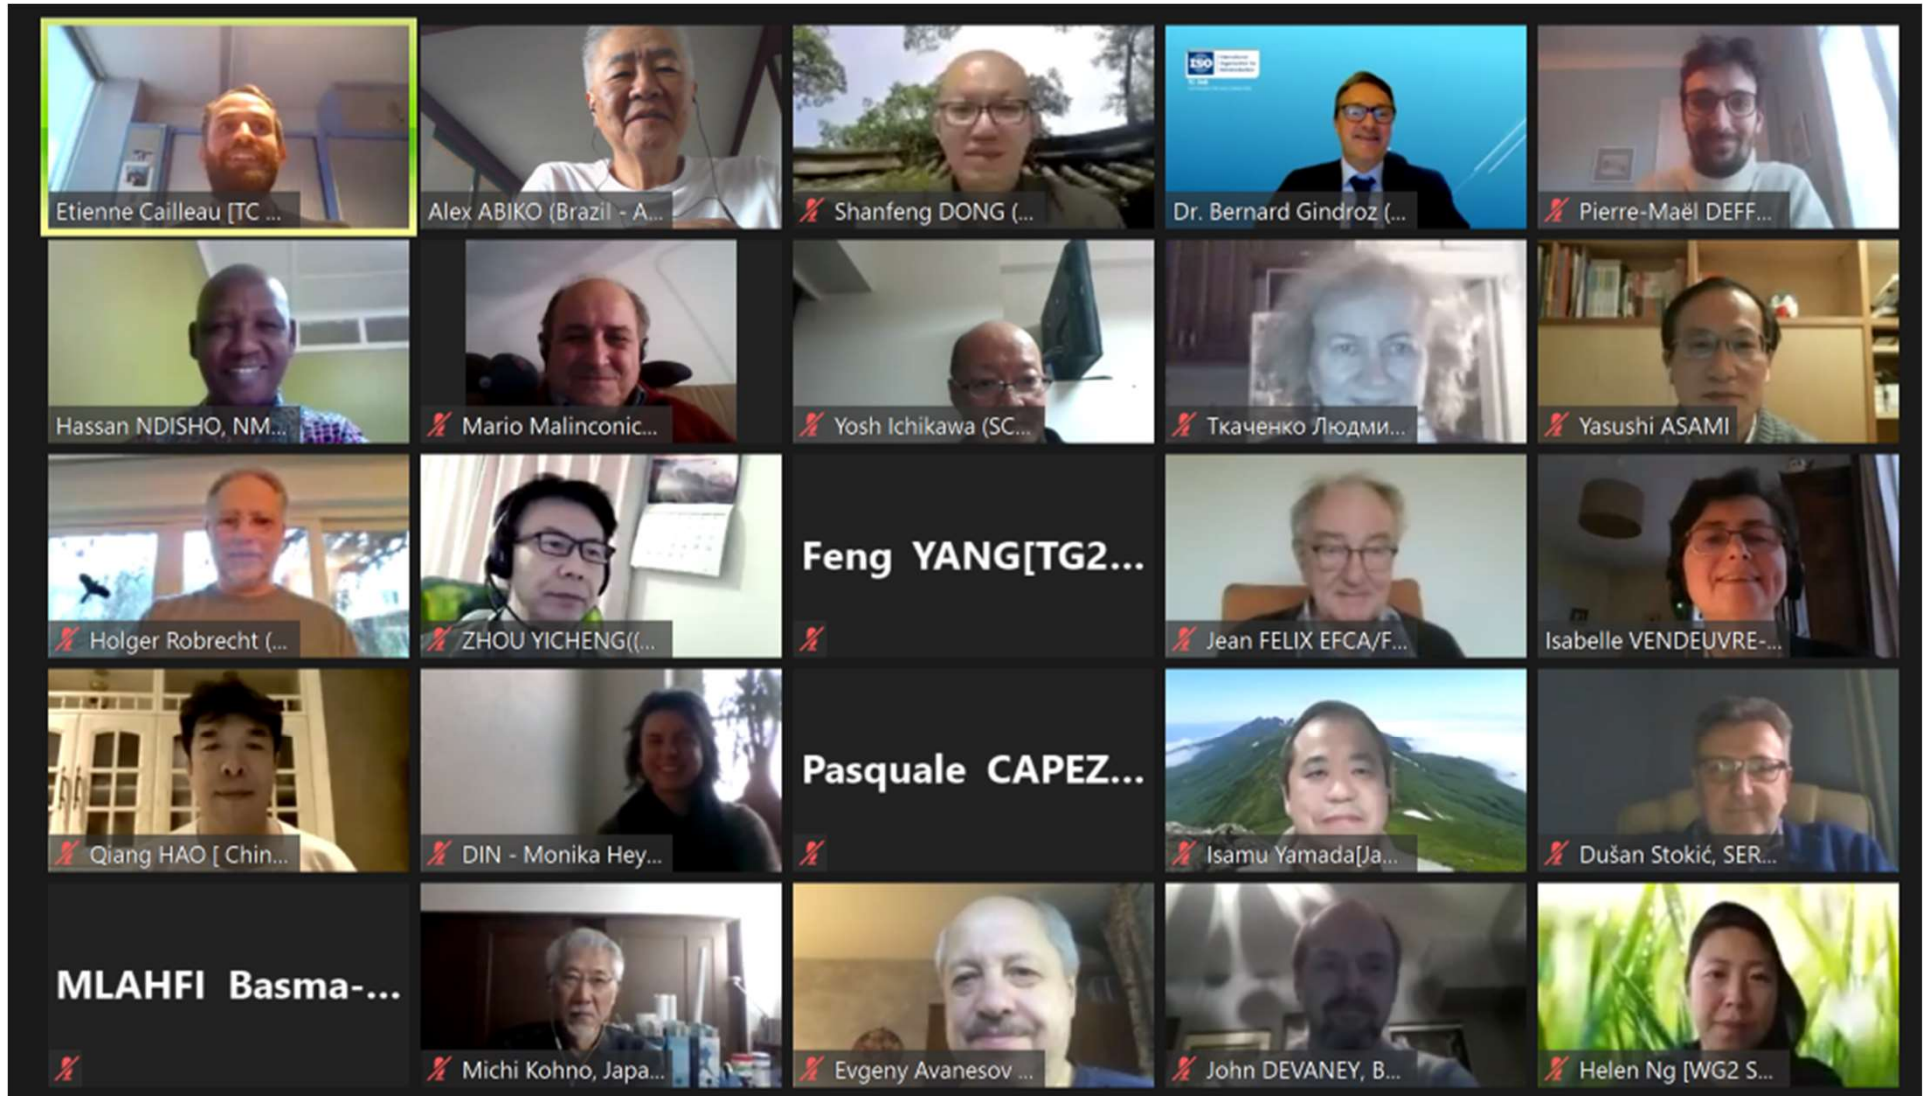 Etienne Cailleau [TC ...
Alex ABIKO (Brazil - A...
Shanfeng DONG (...
ISO
Dr. Bernard Gindroz (...
Pierre-Maël DEFF...
Hassan NDISHO, NM...
Mario Malinconic...
Yosh Ichikawa (SC...
Ткаченко Людми...
Yasushi ASAMI
Holger Robrecht (...
ZHOU YICHENG((...
Feng YANG[TG2...
Jean FELIX EFCA/F...
Isabelle VENDEUVRE-...
Qiang HAO [ Chin...
DIN - Monika Hey...
Pasquale CAPEZ...
Isamu Yamada[Ja...
Dušan Stokić, SER...
MLAHFI Basma-...
Michi Kohno, Japa...
Evgeny Avanesov ...
John DEVANEY, B...
Helen Ng [WG2 S...